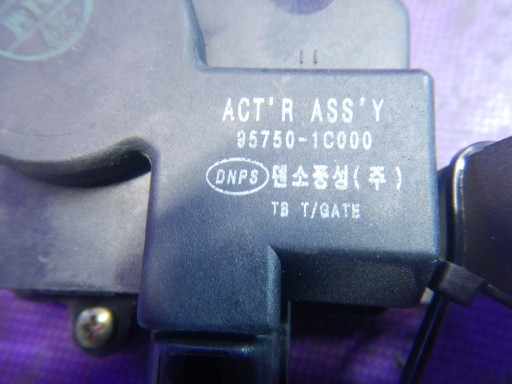 ACT'R ASS'Y
95750-1C000
DNPS 덴소풍성(주)
TB T/GATE